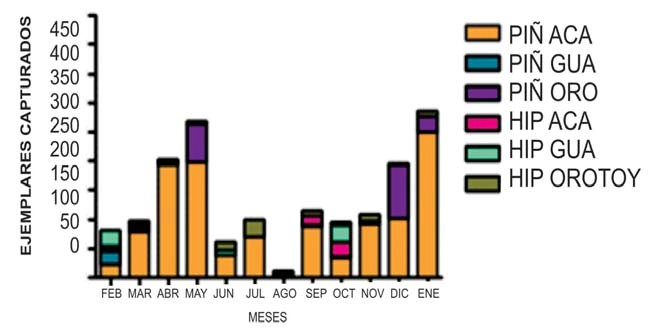 EJEMPLARES CAPTURADOS
450
400
350
300
250
200
150
100
50
0
FEB MAR ABR MAY JUN JUL AGO SEP OCT NOV DIC ENE
MESES
PIÑ ACA
PIÑ GUA
PIÑ ORO
HIP ACA
HIP GUA
HIP OROTOY